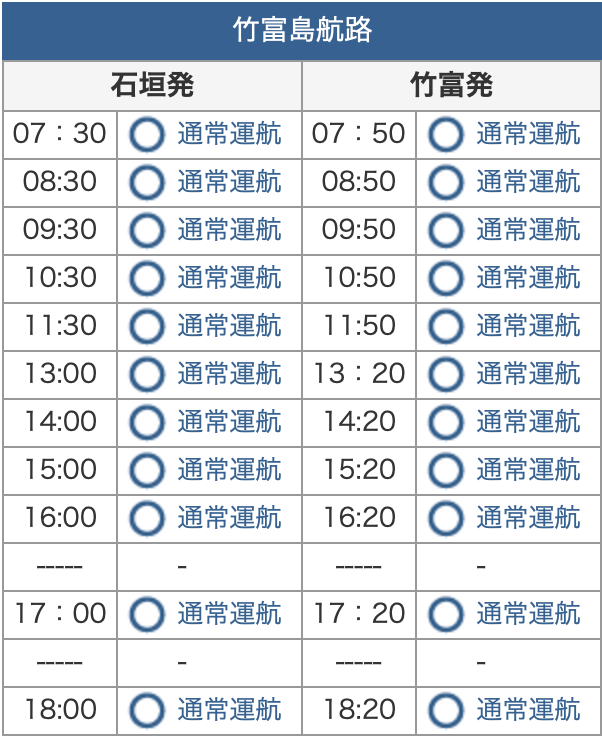 竹富島航路
石垣発 竹富発
07：30 通常運航 07：50 通常運航
08:30 通常運航 08:50 通常運航
09:30 通常運航 09:50 通常運航
10:30 通常運航 10:50 通常運航
11:30 通常運航 11:50 通常運航
13:00 通常運航 13：20 通常運航
14:00 通常運航 14:20 通常運航
15:00 通常運航 15:20 通常運航
16:00 通常運航 16:20 通常運航
----- - ----- -
17：00 通常運航 17：20 通常運航
----- - ----- -
18:00 通常運航 18:20 通常運航